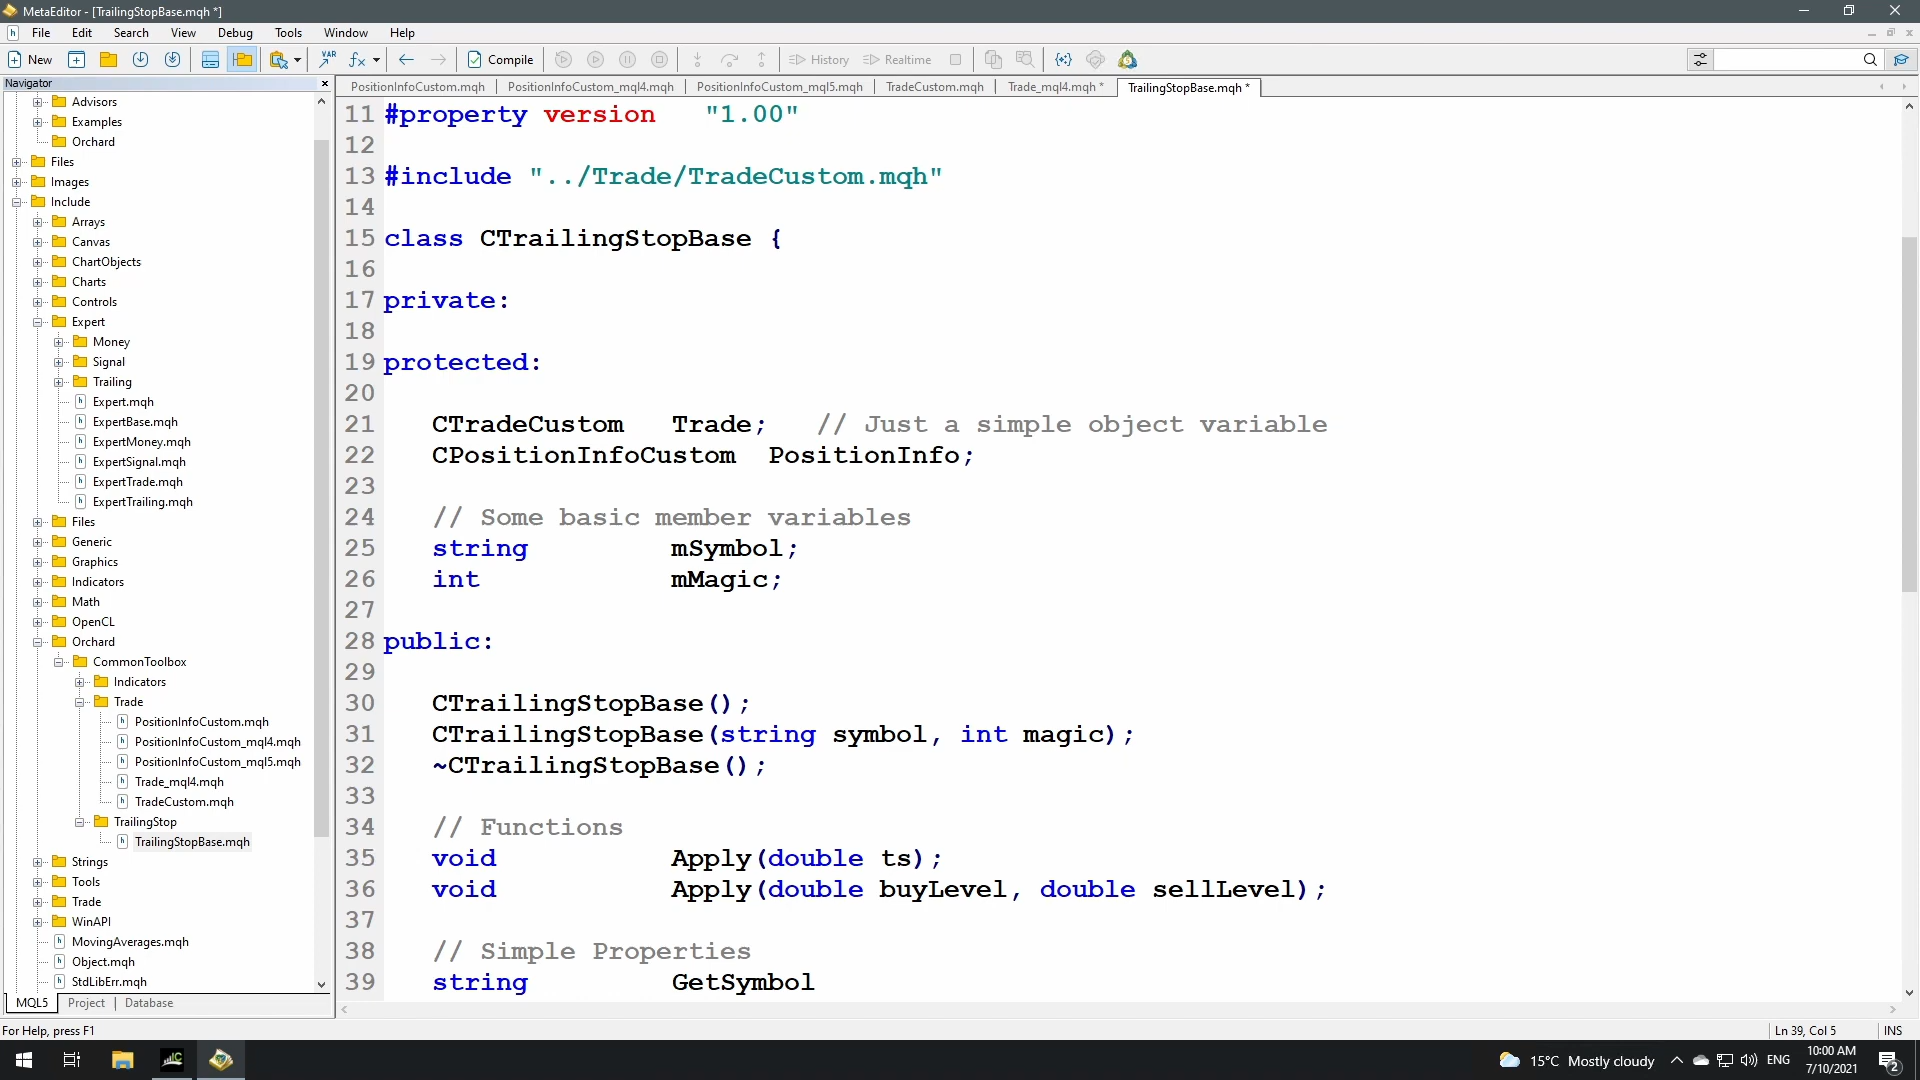 MetaEditor - [TrailingStopBase.mqh *]
File Edit Search View Debug Tools Window Help
New VAR Compile History Realtime
Navigator
PositionInfoCustom.mqh PositionInfoCustom_mql4.mqh PositionInfoCustom_mql5.mqh TradeCustom.mqh Trade_mql4.mqh * TrailingStopBase.mqh *
Advisors
Examples
Orchard
Files
Images
Include
Arrays
Canvas
ChartObjects
Charts
Controls
Expert
Money
Signal
Trailing
Expert.mqh
ExpertBase.mqh
ExpertMoney.mqh
ExpertSignal.mqh
ExpertTrade.mqh
ExpertTrailing.mqh
Files
Generic
Graphics
Indicators
Math
OpenCL
Orchard
CommonToolbox
Indicators
Trade
PositionInfoCustom.mqh
PositionInfoCustom_mql4.mqh
PositionInfoCustom_mql5.mqh
Trade_mql4.mqh
TradeCustom.mqh
TrailingStop
TrailingStopBase.mqh
Strings
Tools
Trade
WinAPI
MovingAverages.mqh
Object.mqh
StdLibErr.mqh
MQL5 Project Database
11 #property version "1.00"
12
13 #include "../Trade/TradeCustom.mqh"
14
15 class CTrailingStopBase {
16
17 private:
18
19 protected:
20
21 CTradeCustom Trade; // Just a simple object variable
22 CPositionInfoCustom PositionInfo;
23
24 // Some basic member variables
25 string mSymbol;
26 int mMagic;
27
28 public:
29
30 CTrailingStopBase();
31 CTrailingStopBase(string symbol, int magic);
32 ~CTrailingStopBase();
33
34 // Functions
35 void Apply(double ts);
36 void Apply(double buyLevel, double sellLevel);
37
38 // Simple Properties
39 string GetSymbol
For Help, press F1
Ln 39, Col 5 INS
15°C Mostly cloudy ENG 10:00 AM
7/10/2021
2